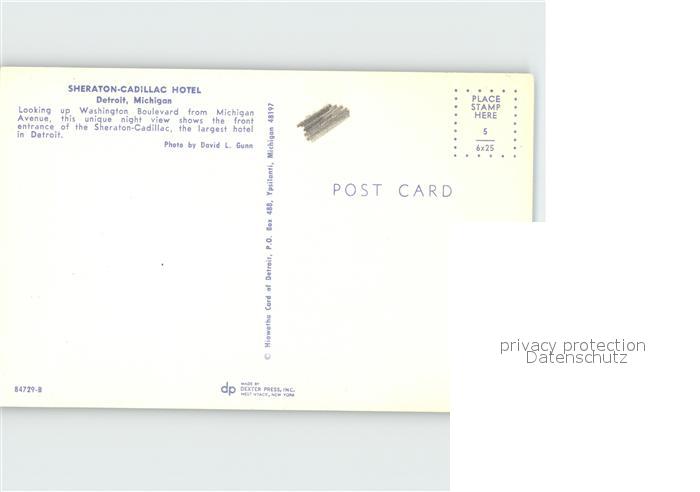 SHERATON-CADILLAC HOTEL
Detroit, Michigan
Looking up Washington Boulevard from Michigan
Avenue, this unique night view shows the front
entrance of the Sheraton-Cadillac, the largest hotel
in Detroit.
Photo by David L. Gunn
© Hiawatha Card of Detroit, P.O. Box 488, Ypsilanti, Michigan 48197
PLACE
STAMP
HERE
5
6x25
POST CARD
84729-B
dp
MADE BY
DEXTER PRESS, INC.
WEST NYACK, NEW YORK
privacy protection
Datenschutz